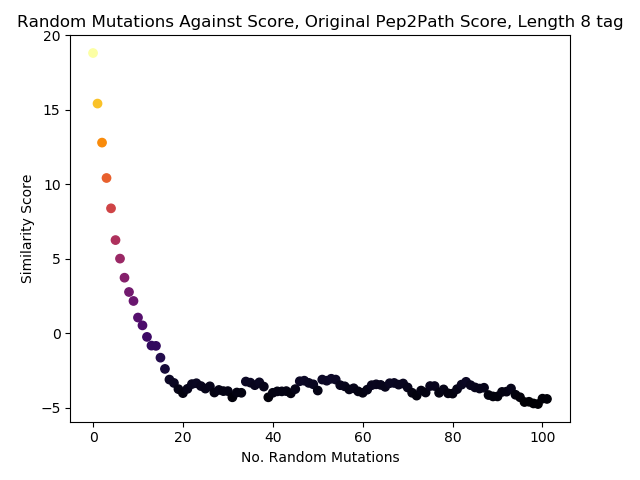 Random Mutations Against Score, Original Pep2Path Score, Length 8 tag
20
15
10
5
0
−5
Similarity Score
0 20 40 60 80 100
No. Random Mutations